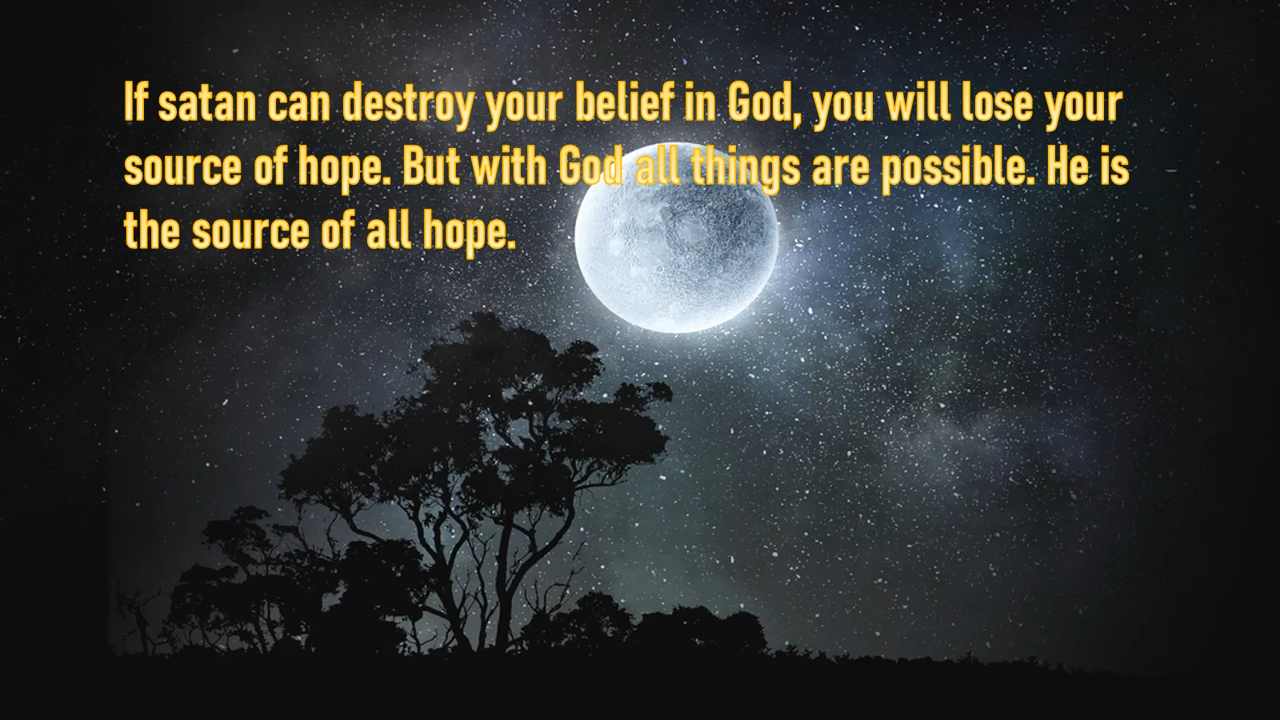 If satan can destroy your belief in God, you will lose your
source of hope. But with God all things are possible. He is
the source of all hope.